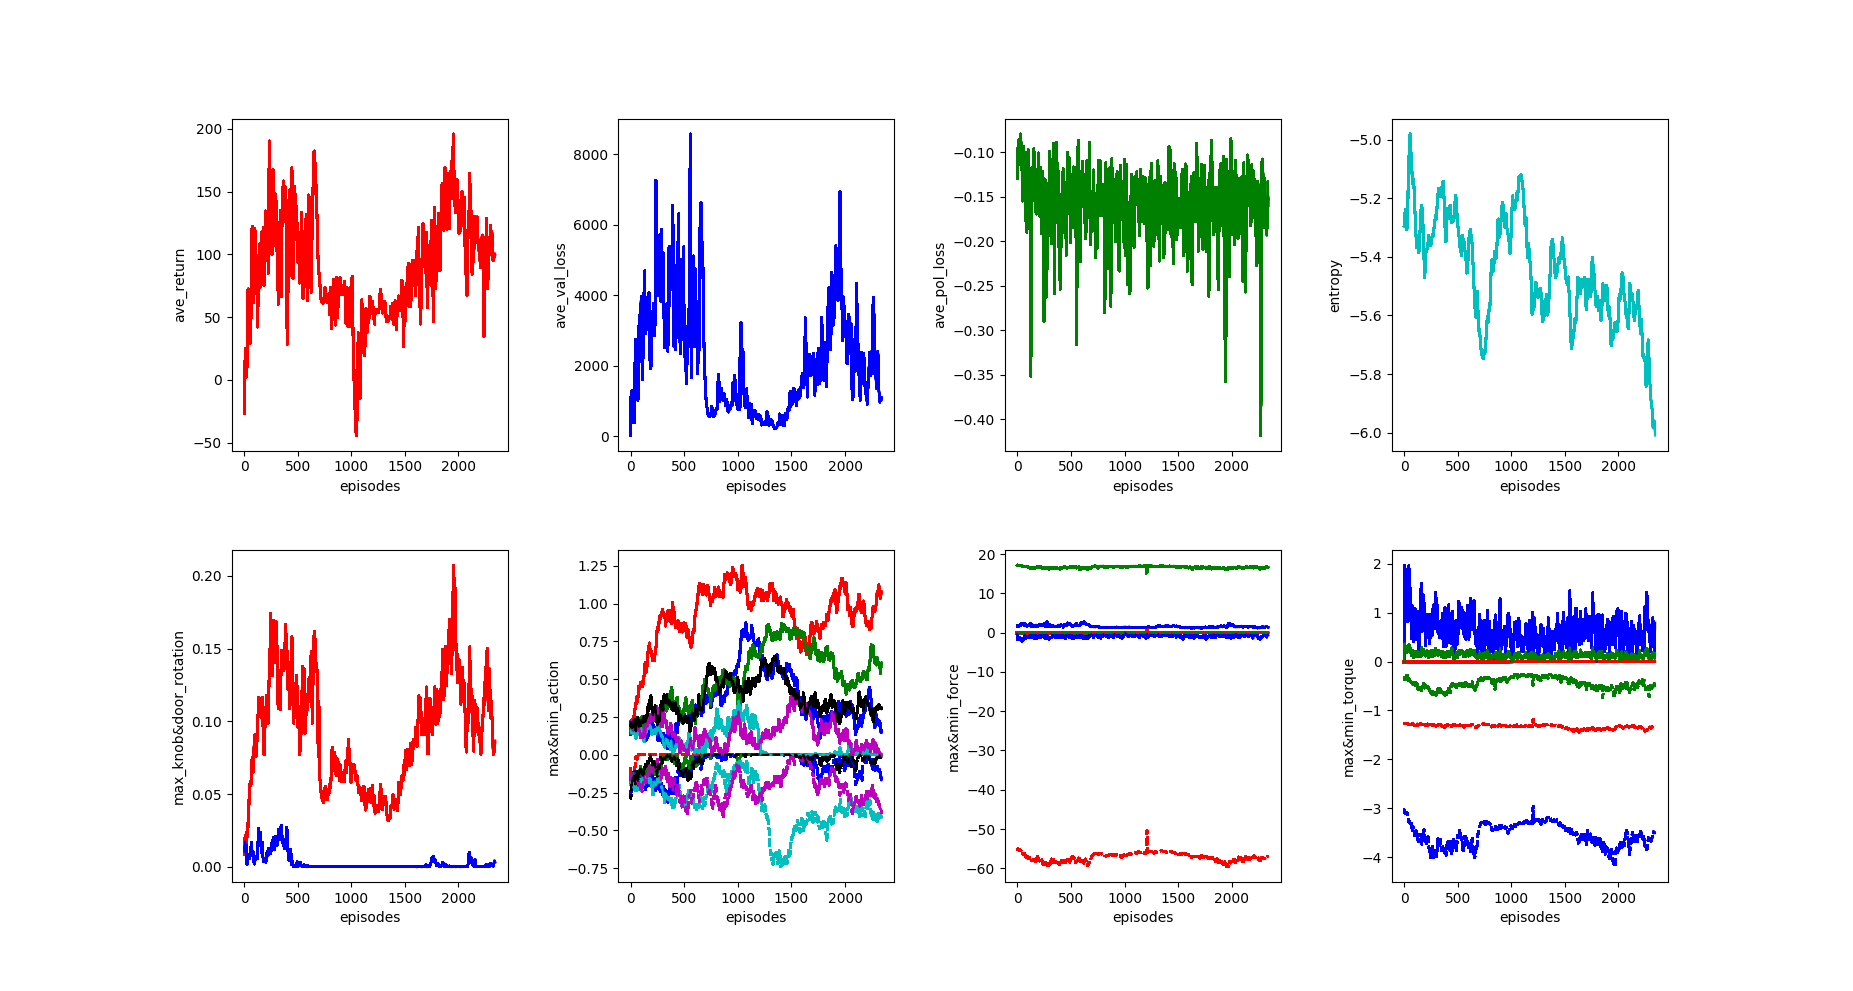 200
150
100
50
0
−50
ave_return
0 500 1000 1500 2000
episodes
8000
6000
4000
2000
0
ave_val_loss
0 500 1000 1500 2000
episodes
−0.10
−0.15
−0.20
−0.25
−0.30
−0.35
−0.40
ave_pol_loss
0 500 1000 1500 2000
episodes
−5.0
−5.2
−5.4
−5.6
−5.8
−6.0
entropy
0 500 1000 1500 2000
episodes
0.20
0.15
0.10
0.05
0.00
max_knob&door_rotation
0 500 1000 1500 2000
episodes
1.25
1.00
0.75
0.50
0.25
0.00
−0.25
−0.50
−0.75
max&min_action
0 500 1000 1500 2000
episodes
20
10
0
−10
−20
−30
−40
−50
−60
max&min_force
0 500 1000 1500 2000
episodes
2
1
0
−1
−2
−3
−4
max&min_torque
0 500 1000 1500 2000
episodes